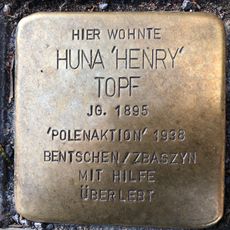 HIER WOHNTE
HUNA 'HENRY'
TOPF
JG. 1895
'POLENAKTION' 1938
BENTSCHEN/ZBASZYN
MIT HILFE
ÜBERLEBT